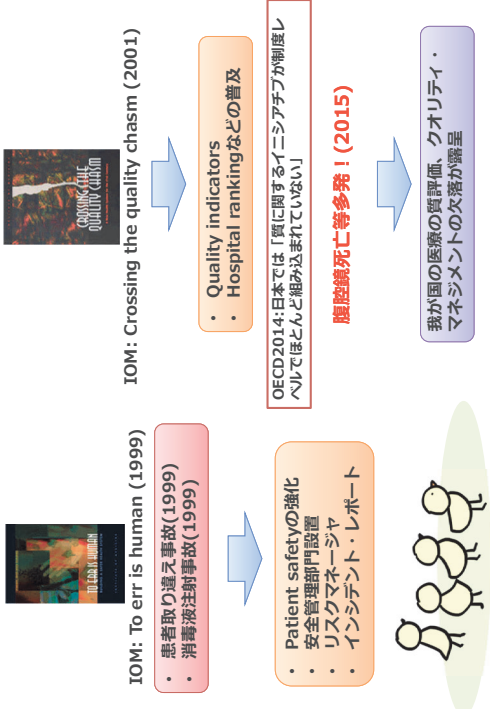 TO ERR IS HUMAN
IOM: To err is human (1999)
・ 患者取り違え事故(1999)
・ 消毒液注射事故(1999)
・ Patient safetyの強化
・ 安全管理部門設置
・ リスクマネージャ
・ インシデント・レポート
CROSSING THE
QUALITY CHASM
IOM: Crossing the quality chasm (2001)
・ Quality indicators
・ Hospital rankingなどの普及
OECD2014:日本では「質に関するイニシアチブが制度レ
ベルでほとんど組み込まれていない」
腹腔鏡死亡等多発！(2015)
我が国の医療の質評価、クオリティ・
マネジメントの欠落が露呈